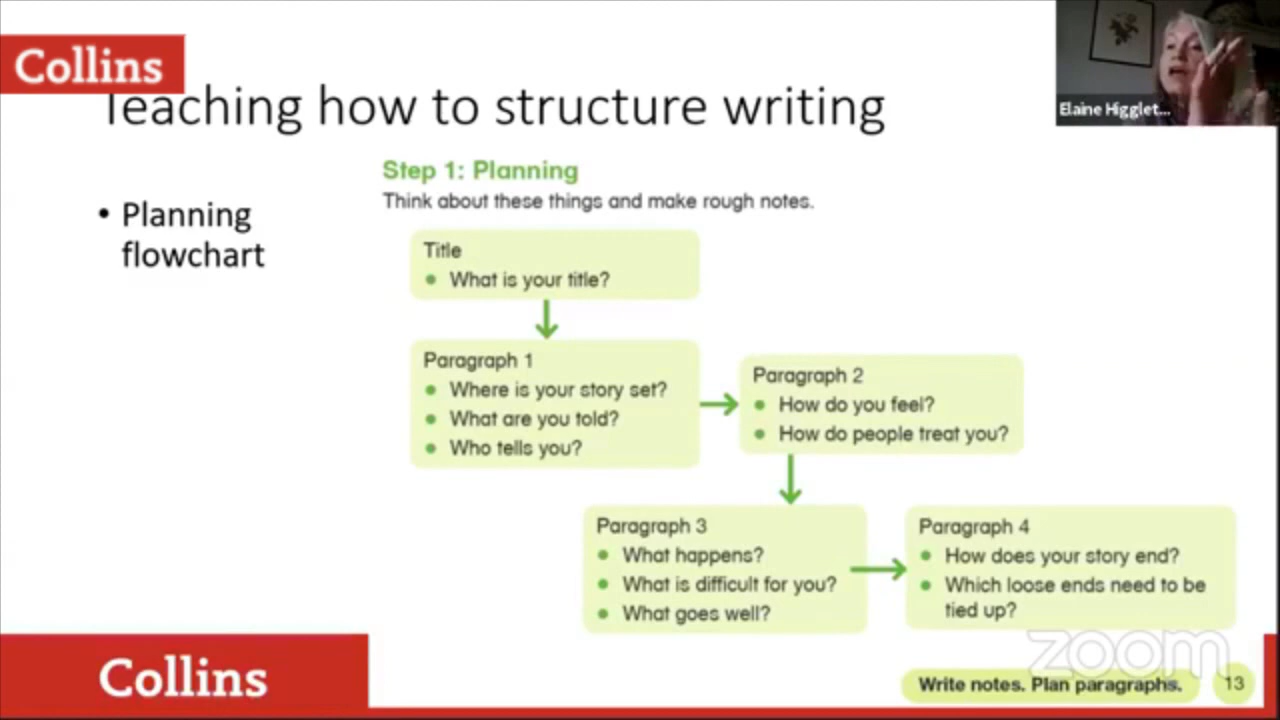 Collins
Teaching how to structure writing
Elaine Higglet...
Step 1: Planning
Think about these things and make rough notes.
• Planning
flowchart
Title
• What is your title?
Paragraph 1
• Where is your story set?
• What are you told?
• Who tells you?
Paragraph 2
• How do you feel?
• How do people treat you?
Paragraph 3
• What happens?
• What is difficult for you?
• What goes well?
Paragraph 4
• How does your story end?
• Which loose ends need to be
tied up?
zoom
Collins
Write notes. Plan paragraphs.
13